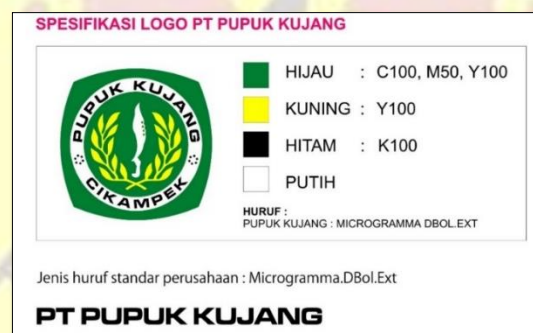 SPESIFIKASI LOGO PT PUPUK KUJANG
PUPUK KUJANG
CIKAMPEK
HIJAU : C100, M50, Y100
KUNING : Y100
HITAM : K100
PUTIH
HURUF :
PUPUK KUJANG : MICROGRAMMA DBOL.EXT
Jenis huruf standar perusahaan : Microgramma.DBol.Ext
PT PUPUK KUJANG